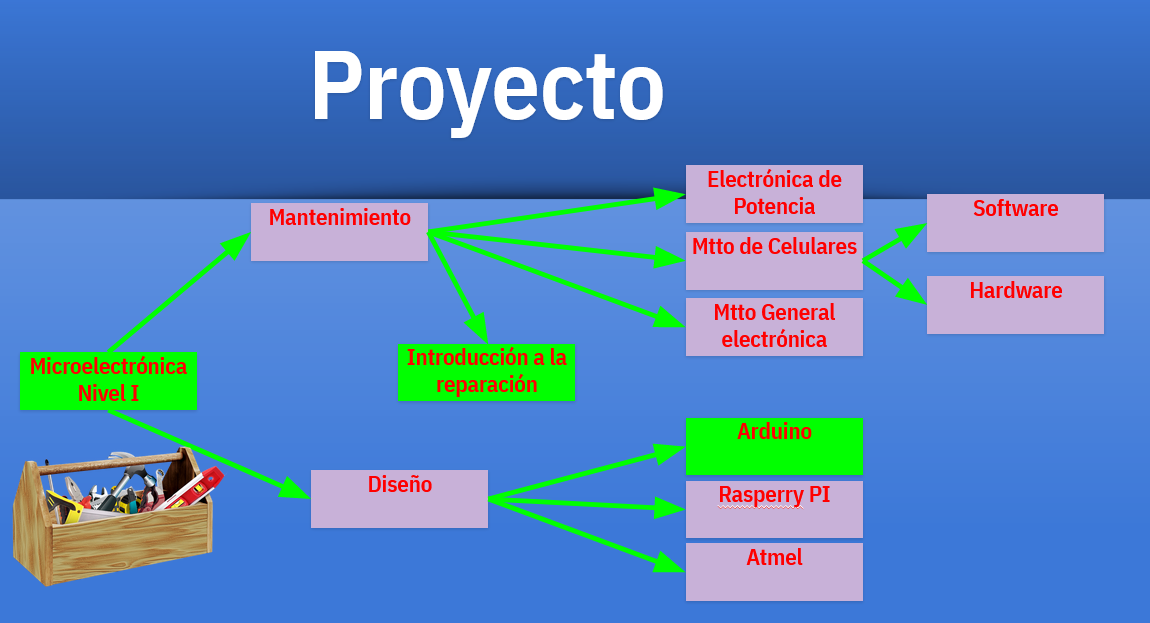 Proyecto
Mantenimiento
Electrónica de
Potencia
Mtto de Celulares
Mtto General
electrónica
Software
Hardware
Microelectrónica
Nivel I
Introducción a la
reparación
Diseño
Arduino
Rasperry PI
Atmel